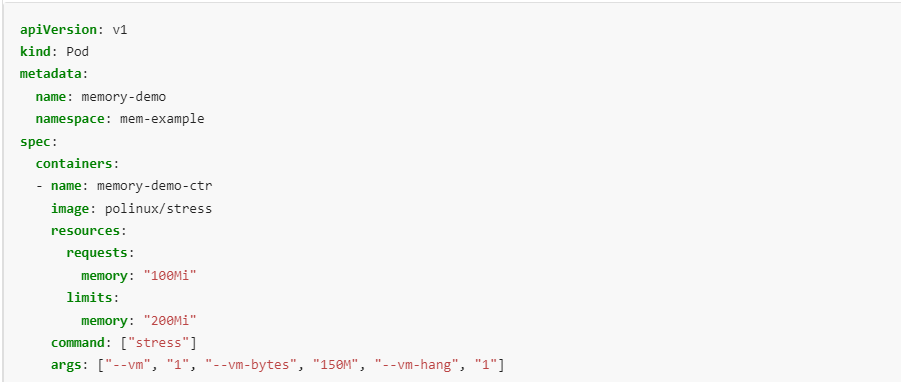 apiVersion: v1
kind: Pod
metadata:
  name: memory-demo
  namespace: mem-example
spec:
  containers:
  - name: memory-demo-ctr
    image: polinux/stress
    resources:
      requests:
        memory: "100Mi"
      limits:
        memory: "200Mi"
    command: ["stress"]
    args: ["--vm", "1", "--vm-bytes", "150M", "--vm-hang", "1"]